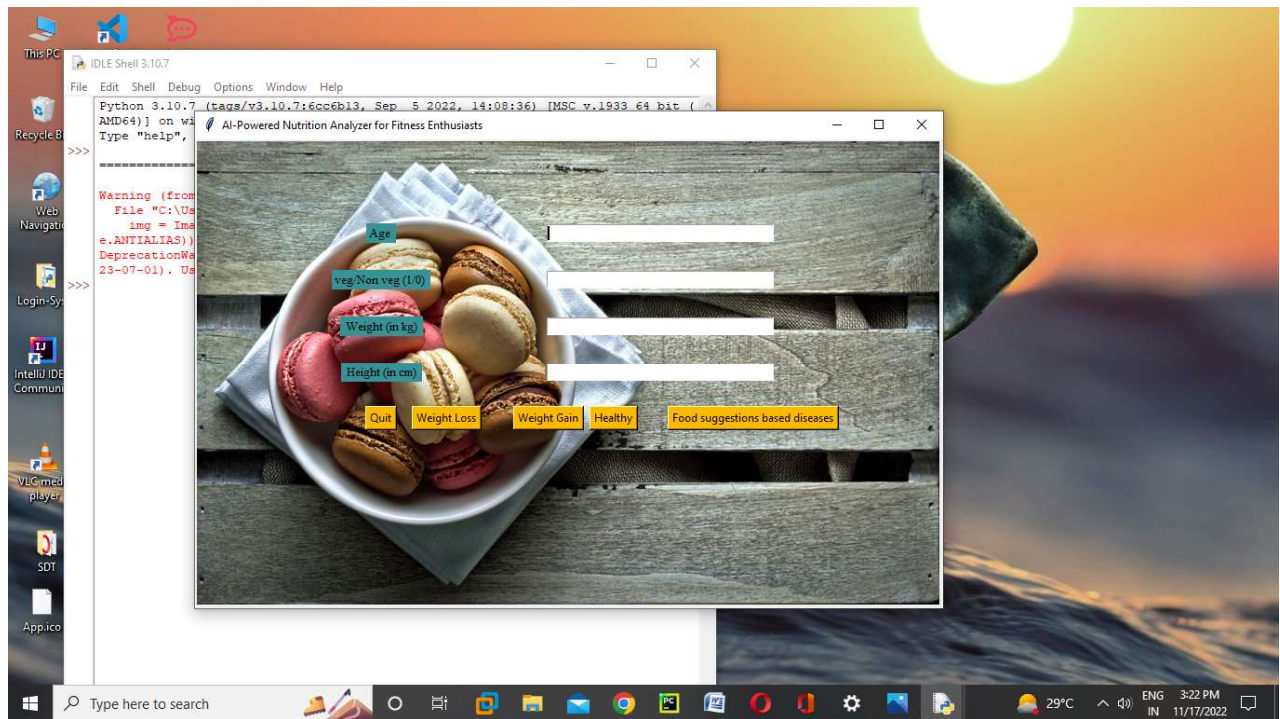 This PC
IDLE Shell 3.10.7
File Edit Shell Debug Options Window Help
Python 3.10.7 (tags/v3.10.7:6cc6b13, Sep 5 2022, 14:08:36) [MSC v.1933 64 bit (
AMD64)] on wi
Type "help",
>>>
Warning (from
File "C:\Us
img = Ima
e.ANTIALIAS))
DeprecationWa
23-07-01). Us
>>>
Recycle B
Web
Navigatio
Login-Sy
IJ
IntelliJ IDE
Communi
VLC med
player
SDT
App.ico
AI-Powered Nutrition Analyzer for Fitness Enthusiasts
Age
veg/Non veg (1/0)
Weight (in kg)
Height (in cm)
Quit Weight Loss Weight Gain Healthy Food suggestions based diseases
Type here to search
29°C ENG 3:22 PM
IN 11/17/2022